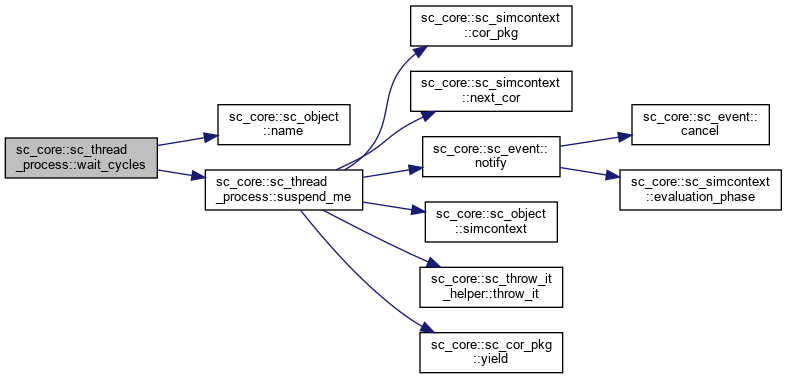 sc_core::sc_thread
_process::wait_cycles
sc_core::sc_object
::name
sc_core::sc_thread
_process::suspend_me
sc_core::sc_simcontext
::cor_pkg
sc_core::sc_simcontext
::next_cor
sc_core::sc_event::
notify
sc_core::sc_object
::simcontext
sc_core::sc_throw_it
_helper::throw_it
sc_core::sc_cor_pkg
::yield
sc_core::sc_event::
cancel
sc_core::sc_simcontext
::evaluation_phase